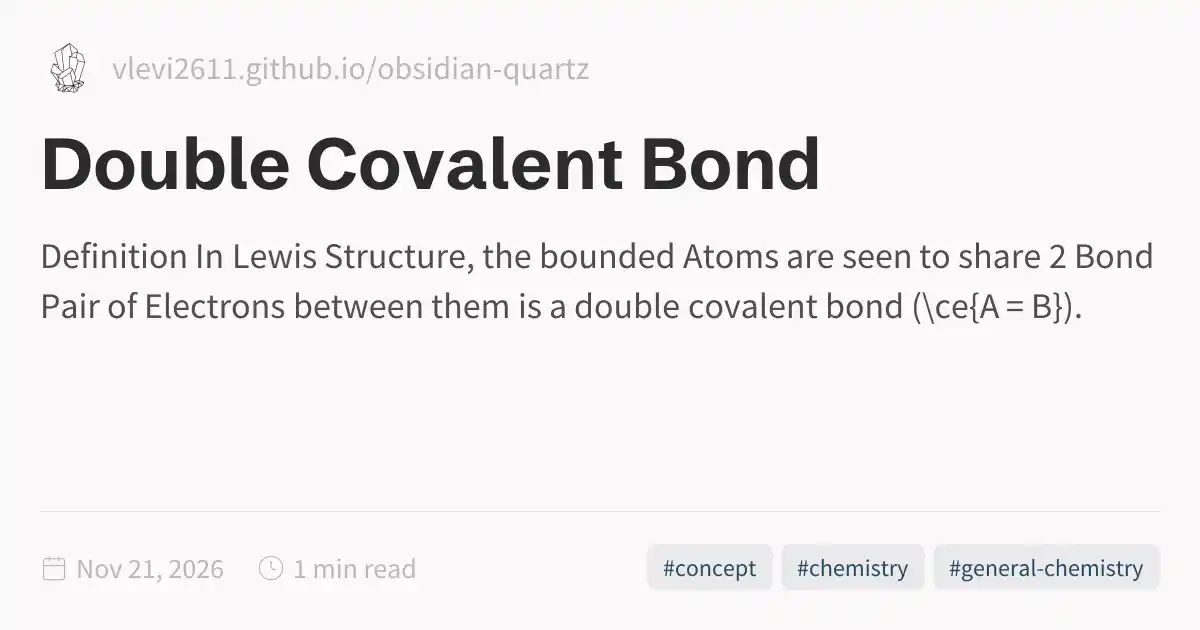 vlevi2611.github.io/obsidian-quartz
Double Covalent Bond
Definition In Lewis Structure, the bounded Atoms are seen to share 2 Bond
Pair of Electrons between them is a double covalent bond (\ce{A = B}).
Nov 21, 2026 1 min read #concept #chemistry #general-chemistry